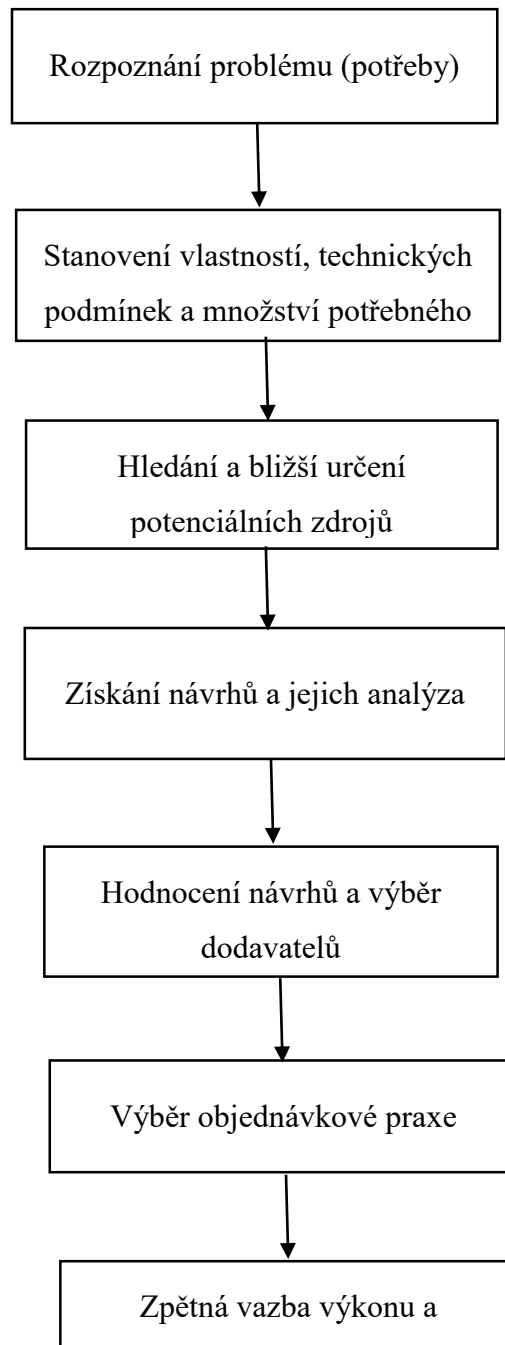 Rozpoznání problému (potřeby)
Stanovení vlastností, technických
podmínek a množství potřebného
Hledání a bližší určení
potenciálních zdrojů
Získání návrhů a jejich analýza
Hodnocení návrhů a výběr
dodavatelů
Výběr objednávkové praxe
Zpětná vazba výkonu a